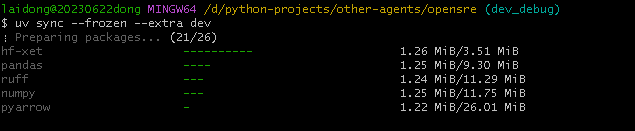 laidong@20230622dong MINGW64 /d/python-projects/other-agents/opensre (dev_debug)
$ uv sync --frozen --extra dev
⠇ Preparing packages... (21/26)
hf-xet     ---------- 1.26 MiB/3.51 MiB
pandas     ---- 1.25 MiB/9.30 MiB
ruff       --- 1.24 MiB/11.29 MiB
numpy      --- 1.25 MiB/11.75 MiB
pyarrow    - 1.22 MiB/26.01 MiB